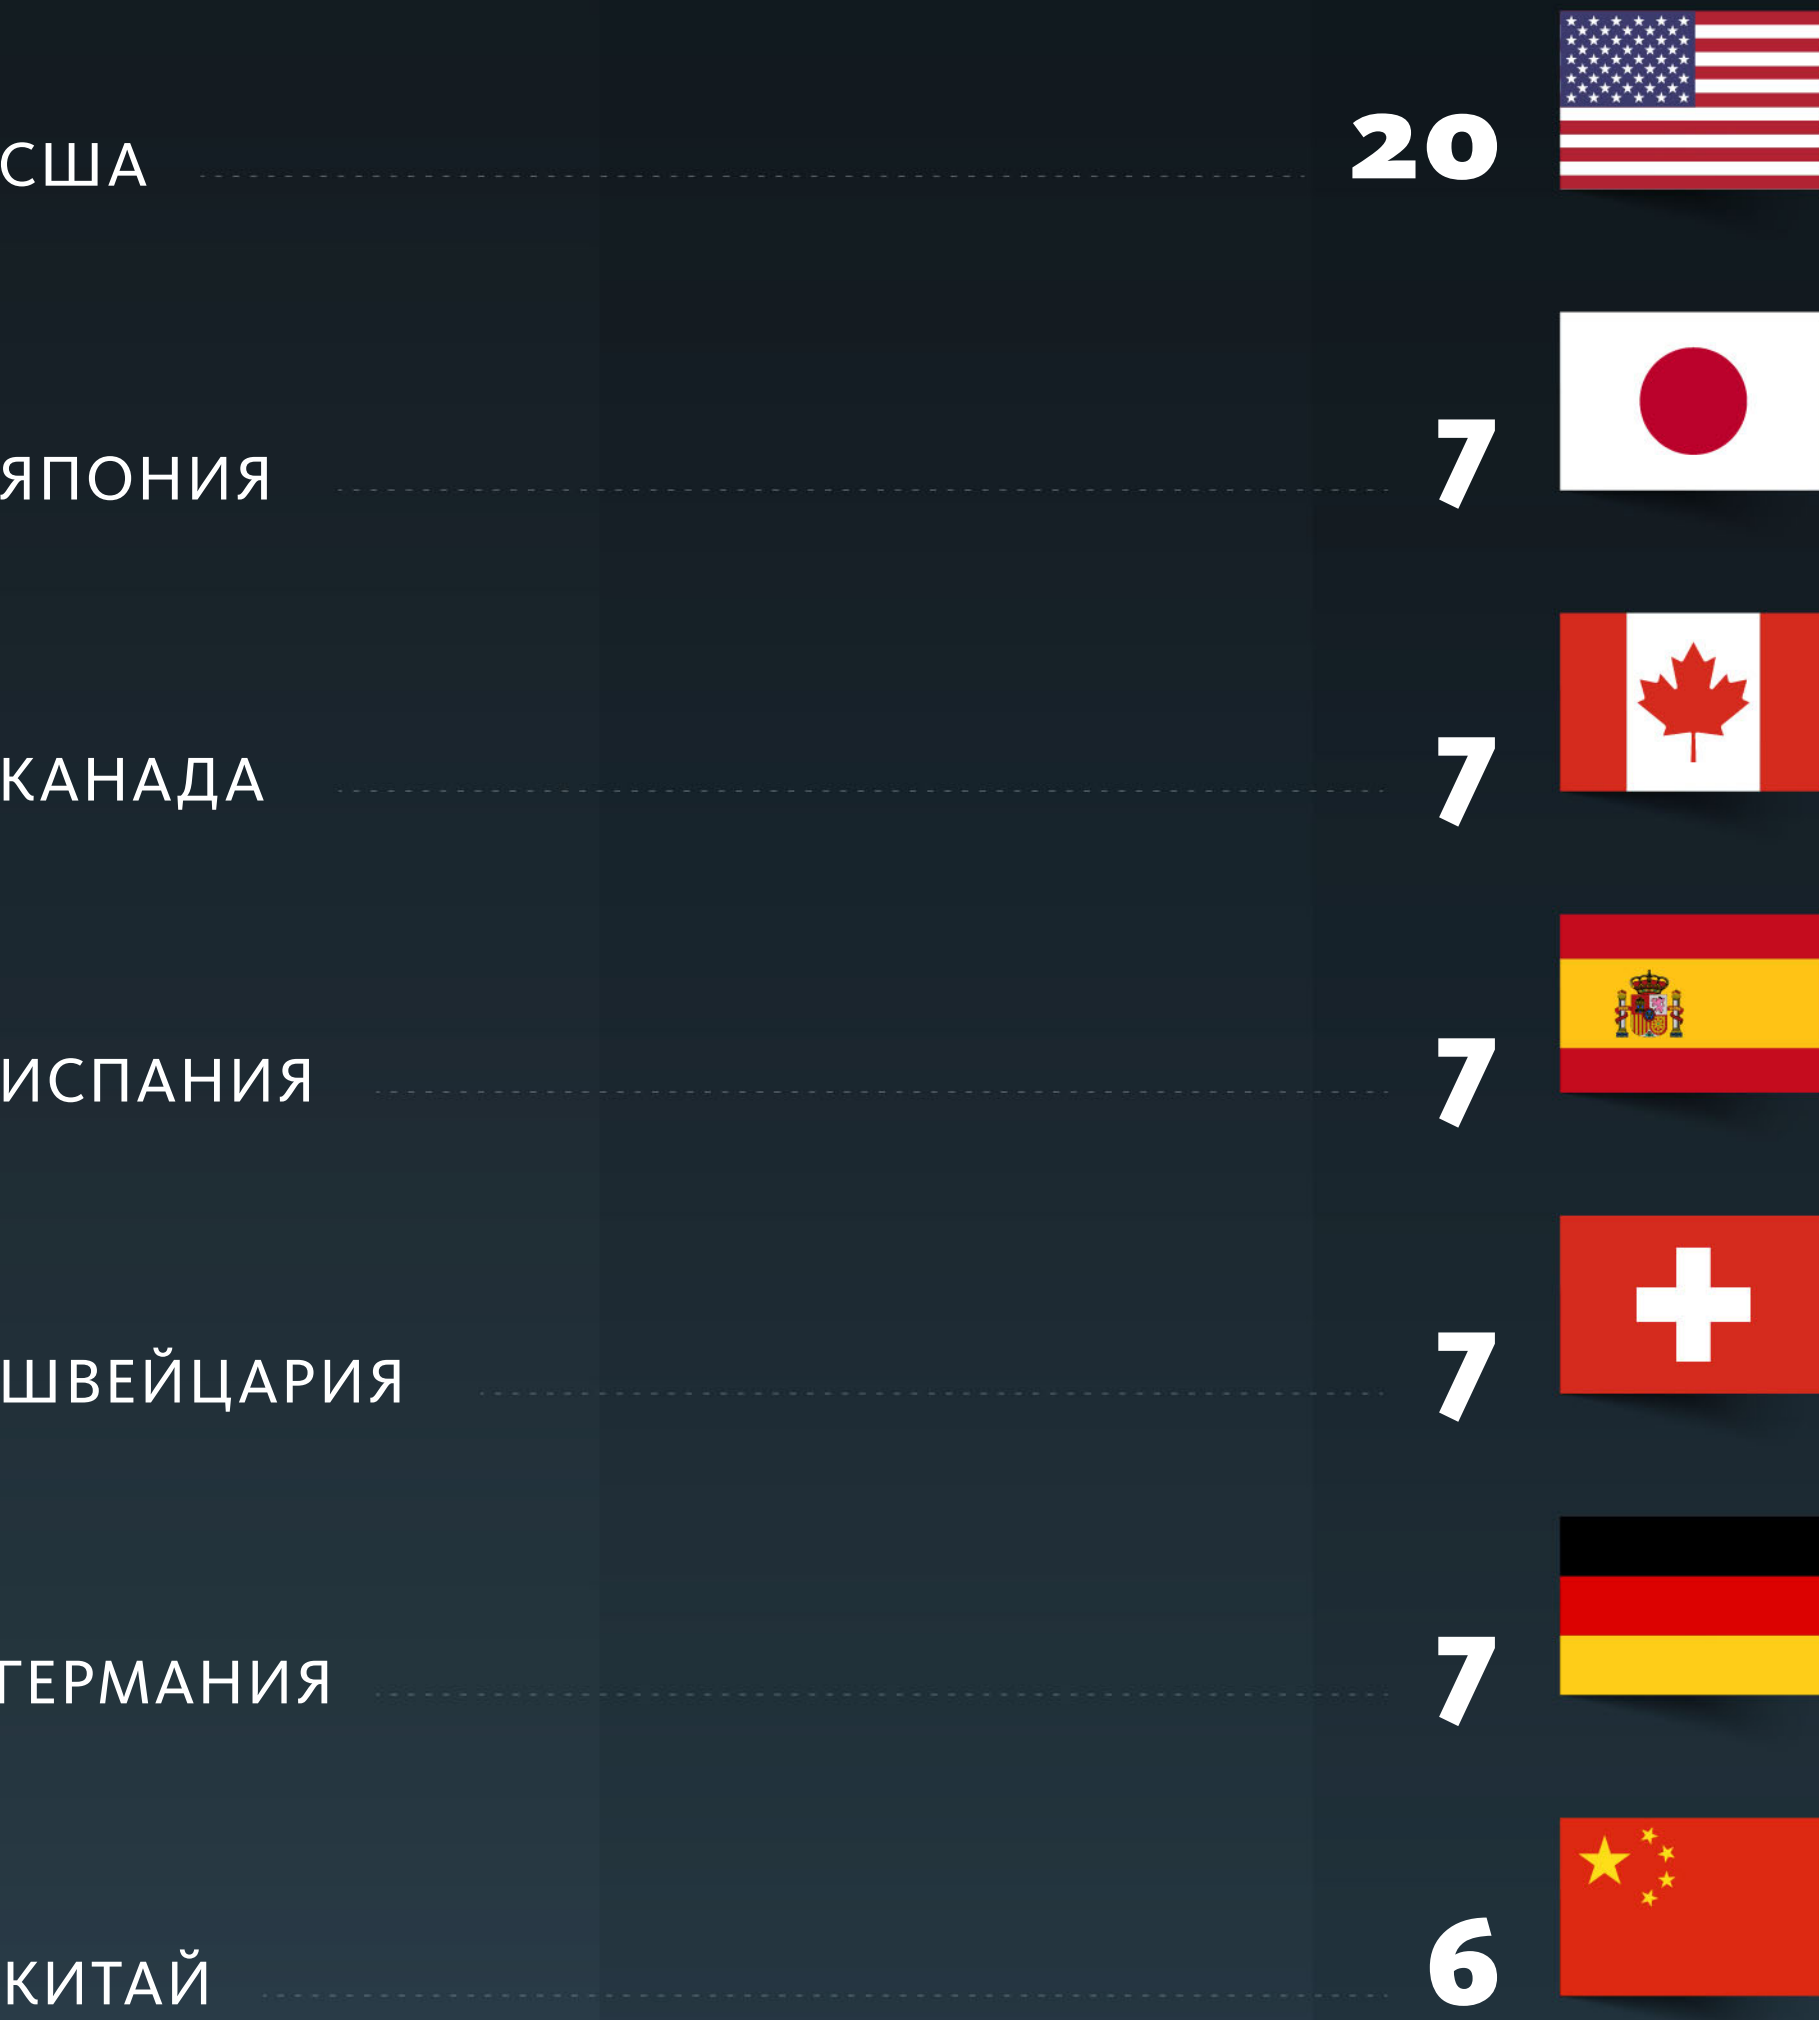 США 20
ЯПОНИЯ 7
КАНАДА 7
ИСПАНИЯ 7
ШВЕЙЦАРИЯ 7
ГЕРМАНИЯ 7
КИТАЙ 6